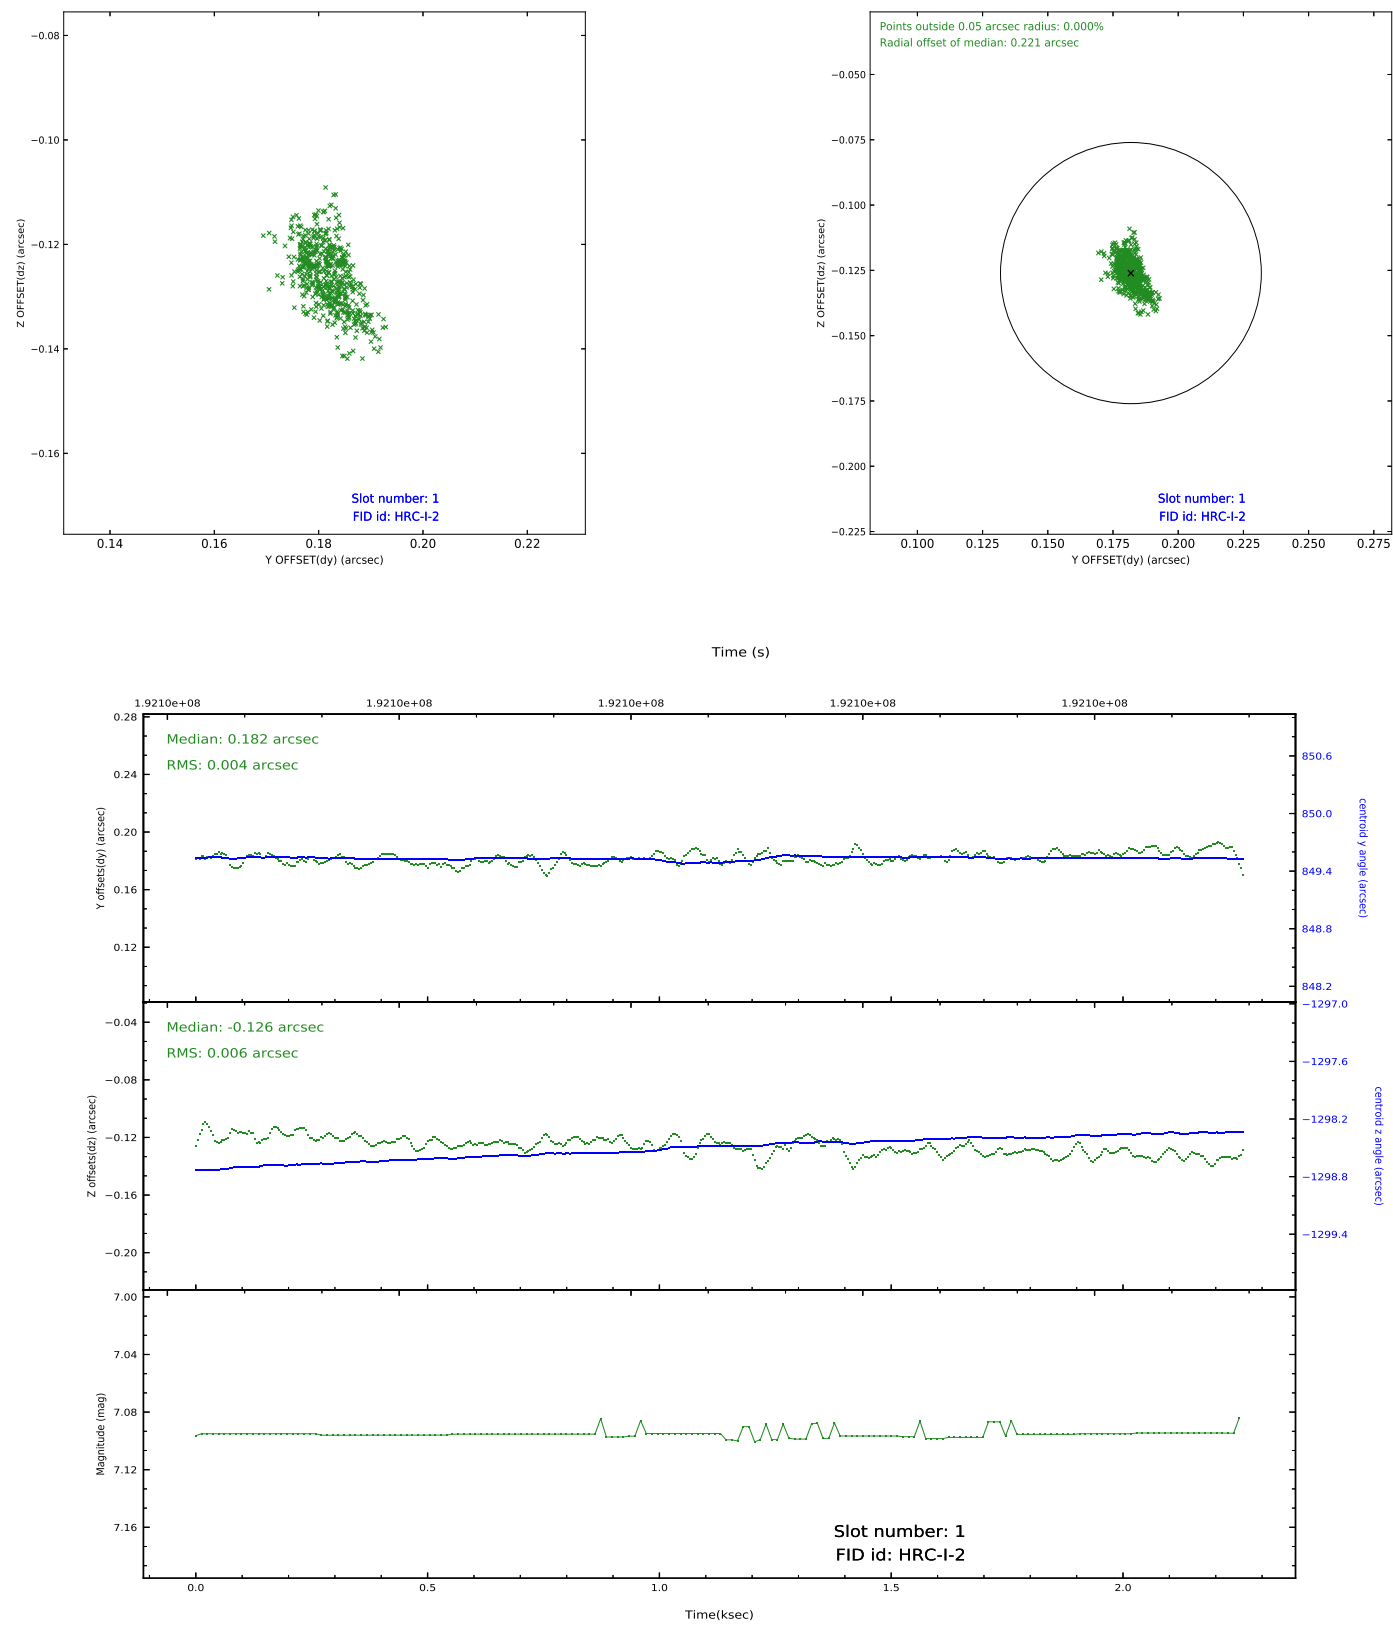 −0.08
−0.10
−0.12
−0.14
−0.16
Z OFFSET(dz) (arcsec)
0.14 0.16 0.18 0.20 0.22
Y OFFSET(dy) (arcsec)
Slot number: 1
FID id: HRC-I-2
Points outside 0.05 arcsec radius: 0.000%
Radial offset of median: 0.221 arcsec
−0.050
−0.075
−0.100
−0.125
−0.150
−0.175
−0.200
−0.225
Z OFFSET(dz) (arcsec)
Slot number: 1
FID id: HRC-I-2
0.100 0.125 0.150 0.175 0.200 0.225 0.250 0.275
Y OFFSET(dy) (arcsec)
Time (s)
1.9210e+08 1.9210e+08 1.9210e+08 1.9210e+08 1.9210e+08
Median: 0.182 arcsec
RMS: 0.004 arcsec
0.28
0.24
0.20
0.16
0.12
Y offsets(dy) (arcsec)
850.6
850.0
849.4
848.8
848.2
centroid y angle (arcsec)
Median: -0.126 arcsec
RMS: 0.006 arcsec
−0.04
−0.08
−0.12
−0.16
−0.20
Z offsets(dz) (arcsec)
−1297.0
−1297.6
−1298.2
−1298.8
−1299.4
centroid z angle (arcsec)
7.00
7.04
7.08
7.12
7.16
Magnitude (mag)
Slot number: 1
FID id: HRC-I-2
0.0 0.5 1.0 1.5 2.0
Time(ksec)